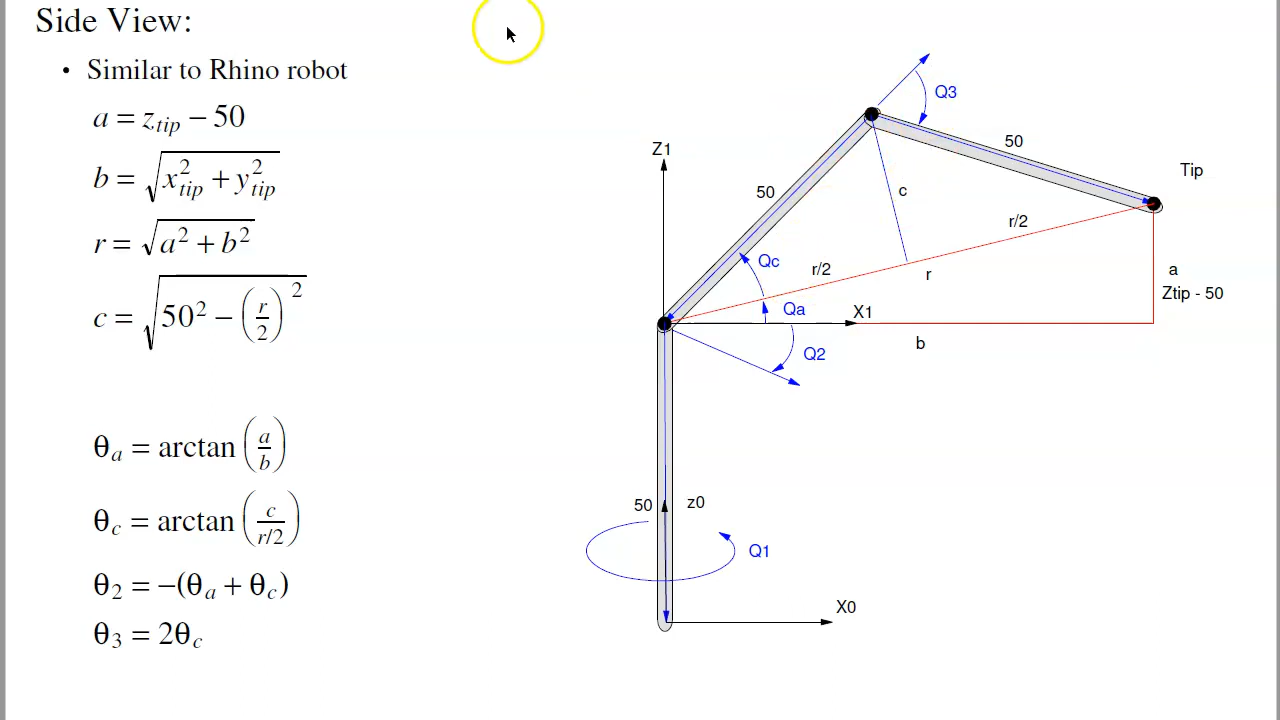 Side View:
• Similar to Rhino robot
a = z_tip − 50
b = √(x²_tip + y²_tip)
r = √(a² + b²)
c = √(50² − (r/2)²)
θ_a = arctan(a/b)
θ_c = arctan(c/(r/2))
θ_2 = −(θ_a + θ_c)
θ_3 = 2θ_c
Q3
Z1
50
Tip
50
c
r/2
Qc
r/2
r
a
Ztip - 50
Qa
X1
b
Q2
50
z0
Q1
X0